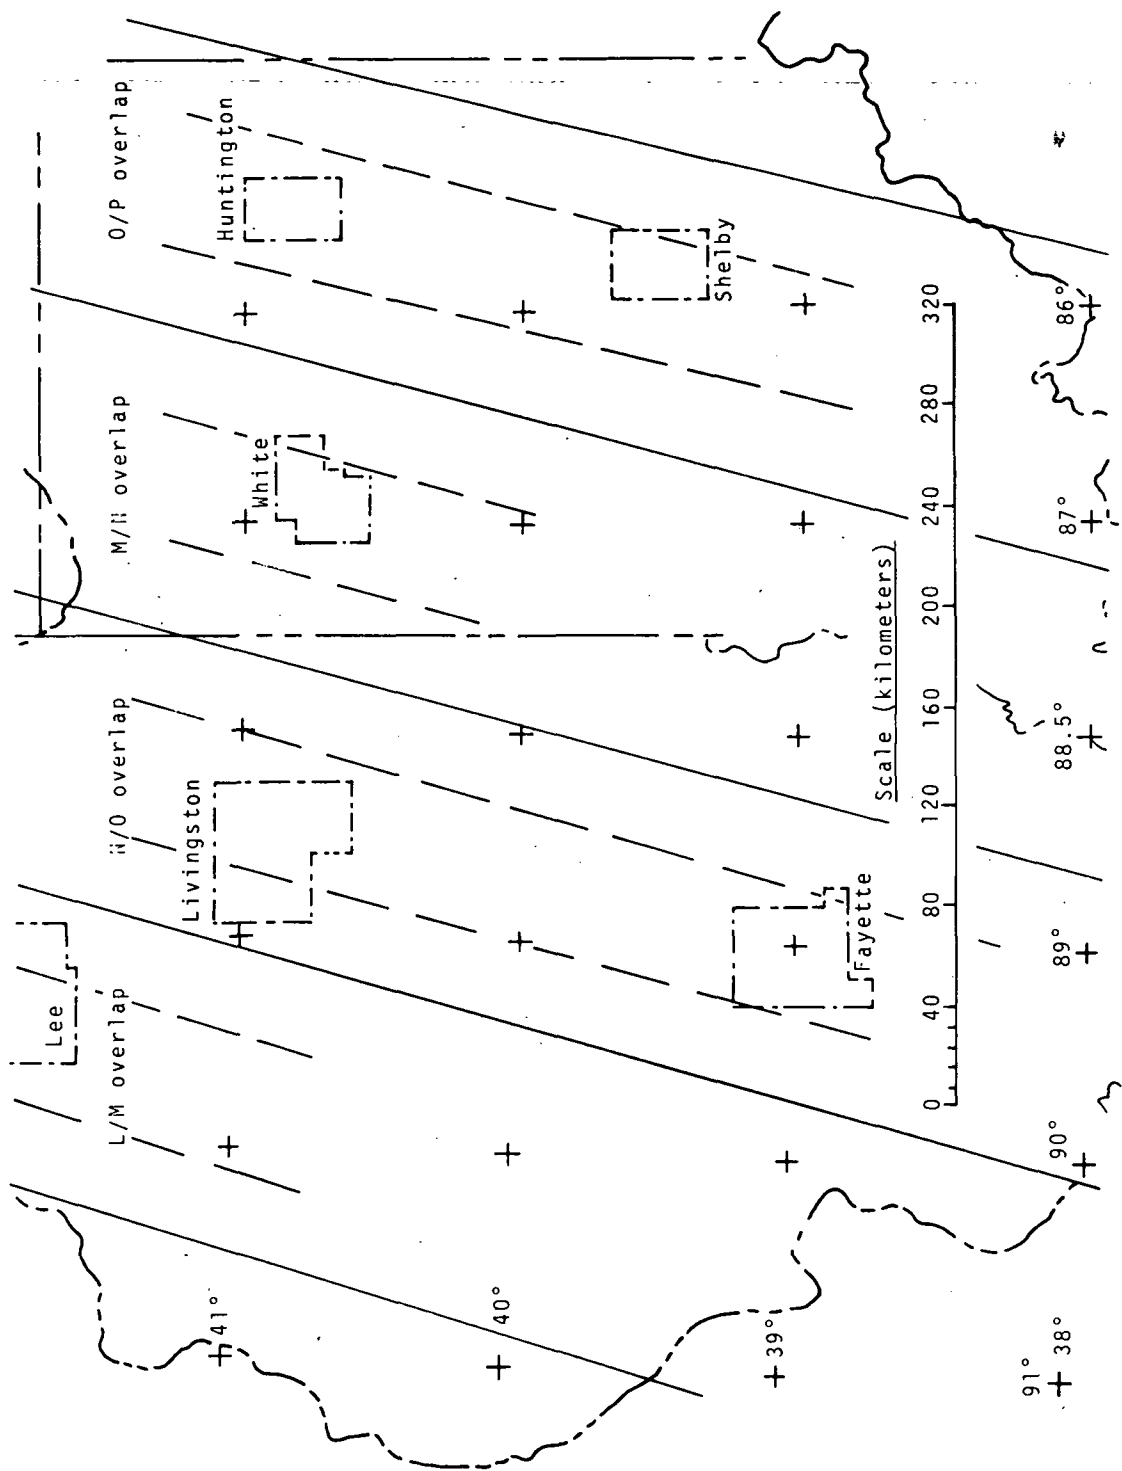 L/M overlap
N/O overlap
M/N overlap
O/P overlap
Lee
Livingston
White
Huntington
Fayette
Shelby
41°
40°
39°
38°
91°
90°
89°
88.5°
87°
86°
Scale (kilometers)
0 40 80 120 160 200 240 280 320